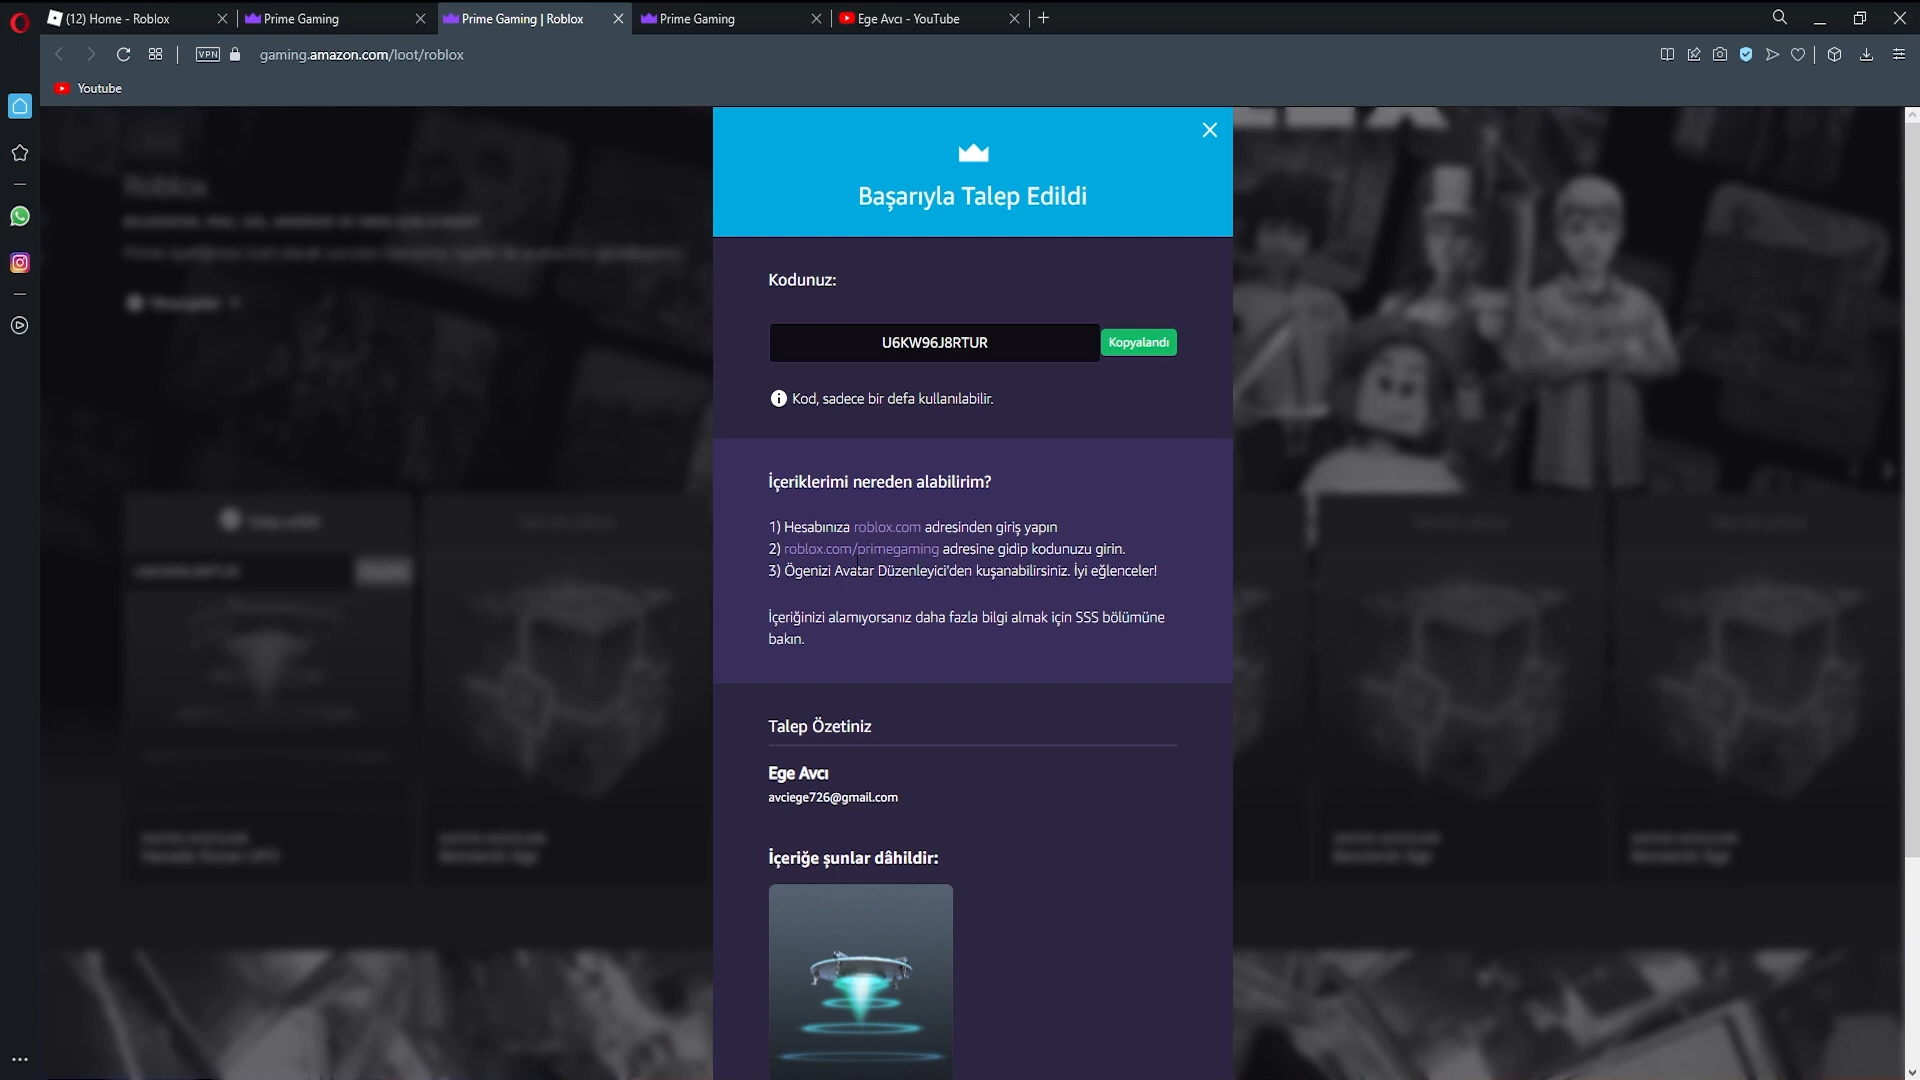 (12) Home - Roblox
Prime Gaming
Prime Gaming | Roblox
Prime Gaming
Ege Avcı - YouTube
VPN
gaming.amazon.com/loot/roblox
Youtube
Başarıyla Talep Edildi
Kodunuz:
U6KW96J8RTUR
Kopyalandı
Kod, sadece bir defa kullanılabilir.
İçeriklerimi nereden alabilirim?
1) Hesabınıza roblox.com adresinden giriş yapın
2) roblox.com/primegaming adresine gidip kodunuzu girin.
3) Ögenizi Avatar Düzenleyici'den kuşanabilirsiniz. İyi eğlenceler!
İçeriğinizi alamıyorsanız daha fazla bilgi almak için SSS bölümüne
bakın.
Talep Özetiniz
Ege Avcı
avciege726@gmail.com
İçeriğe şunlar dâhildir: